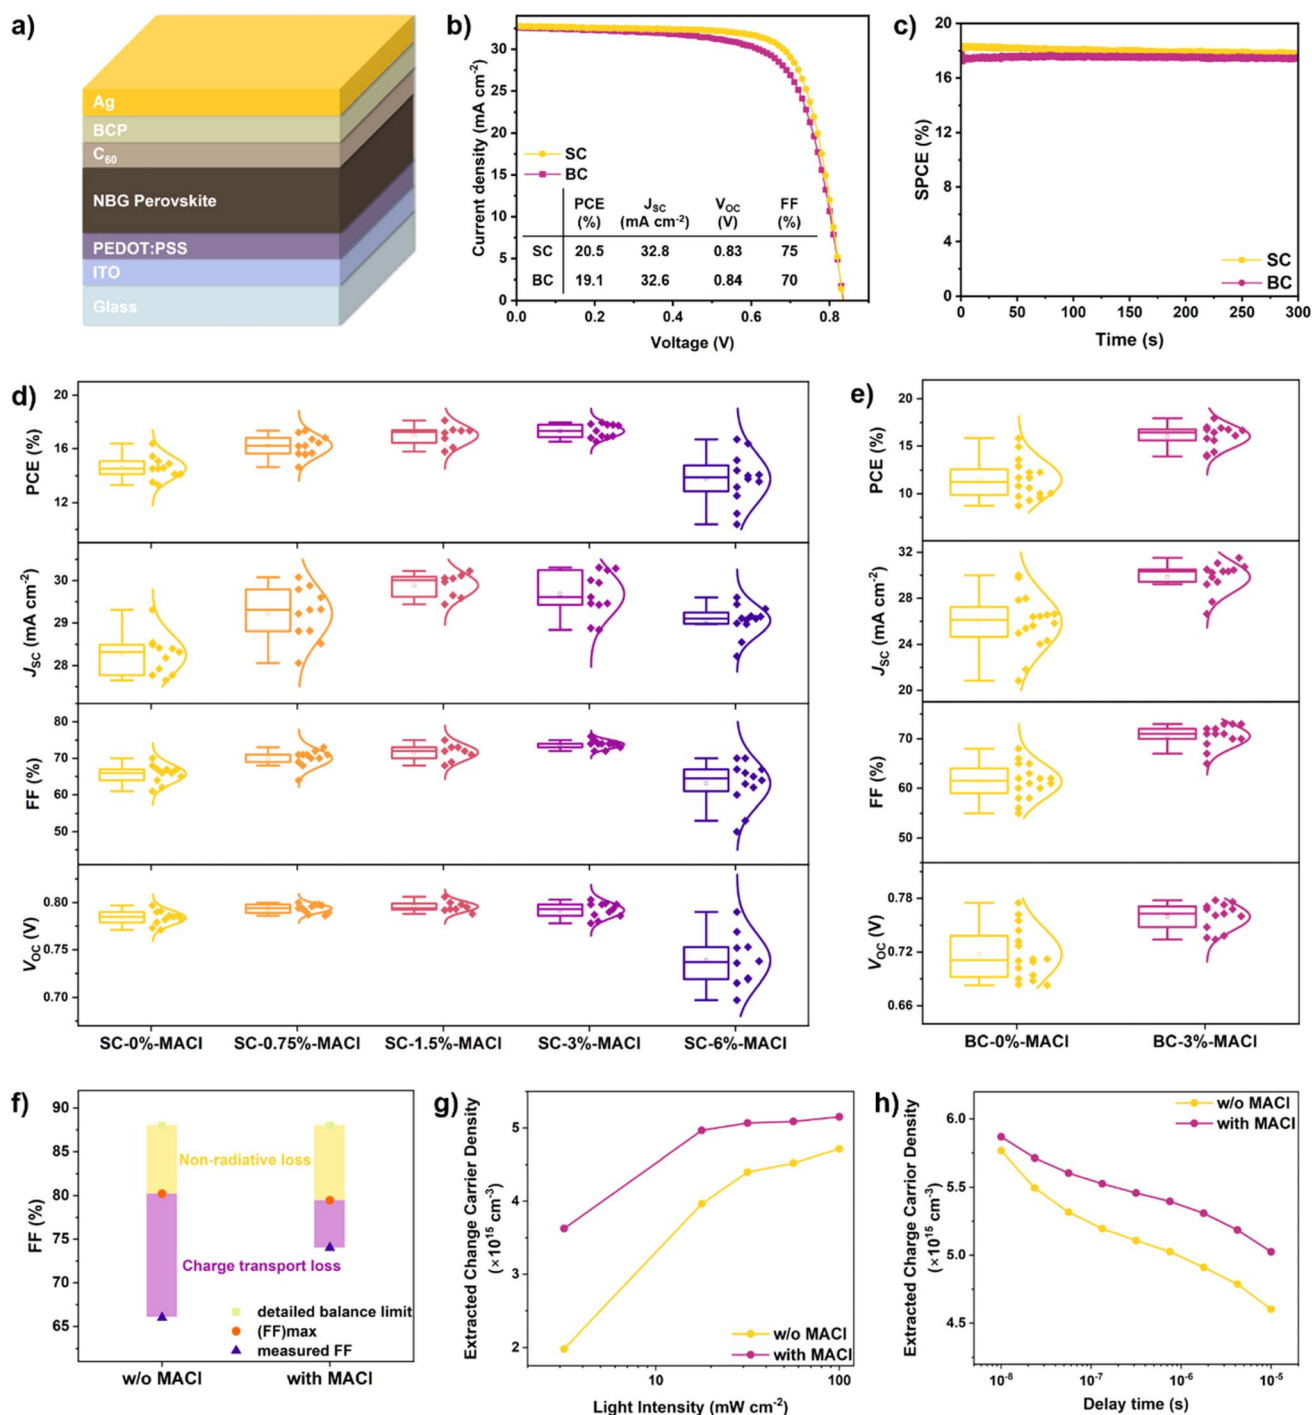 a)
Ag
BCP
C60
NBG Perovskite
PEDOT:PSS
ITO
Glass
b)
Current density (mA cm-2)
30
25
20
15
10
5
0
SC
BC
PCE (%) JSC (mA cm-2) VOC (V) FF (%)
SC 20.5 32.8 0.83 75
BC 19.1 32.6 0.84 70
0.0 0.2 0.4 0.6 0.8
Voltage (V)
c)
SPCE (%)
20
18
16
14
12
10
8
6
4
2
0
SC
BC
0 50 100 150 200 250 300
Time (s)
d)
PCE (%)
20
16
12
JSC (mA cm-2)
30
29
28
FF (%)
80
70
60
50
VOC (V)
0.80
0.75
0.70
SC-0%-MACl SC-0.75%-MACl SC-1.5%-MACl SC-3%-MACl SC-6%-MACl
e)
PCE (%)
20
15
10
JSC (mA cm-2)
32
28
24
20
FF (%)
70
60
50
VOC (V)
0.78
0.72
0.66
BC-0%-MACl BC-3%-MACl
f)
FF (%)
90
85
80
75
70
65
Non-radiative loss
Charge transport loss
detailed balance limit
(FF)max
measured FF
w/o MACl with MACl
g)
Extracted Change Carrier Density
(×1015 cm-3)
5
4
3
2
w/o MACl
with MACl
10 100
Light Intensity (mW cm-2)
h)
Extracted Charge Carrier Density
(×1015 cm-3)
6.0
5.5
5.0
4.5
w/o MACl
with MACl
10-8 10-7 10-6 10-5
Delay time (s)